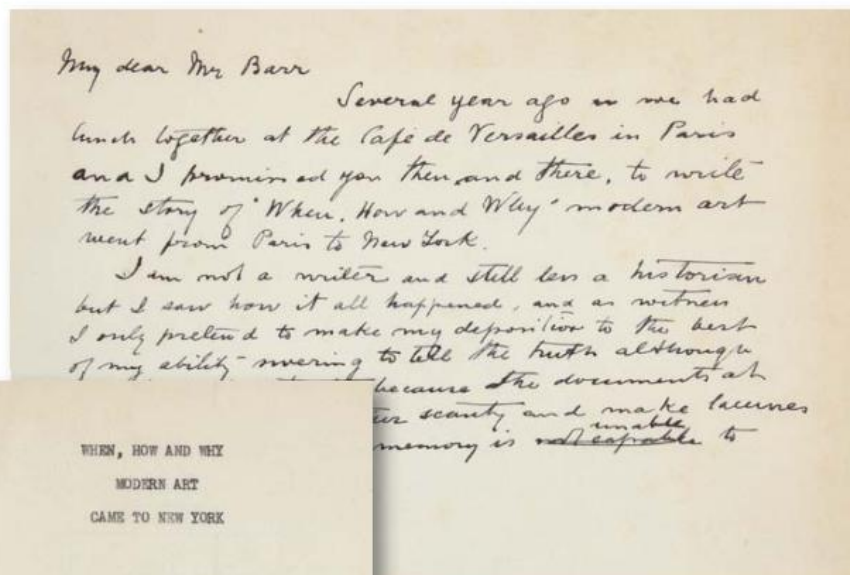 My dear Mr Barr
Several year ago we had
lunch together at the Café de Versailles in Paris
and I promised you then and there, to write
the story of "When, How and Why" modern art
went from Paris to New York.
I am not a writer and still less a historian
but I saw how it all happened, and as witness
I only pretend to make my deposition to the best
of my ability swering to tell the truth although
because the documents at
scanty and make lacunes
memory is not capable unable to
WHEN, HOW AND WHY
MODERN ART
CAME TO NEW YORK